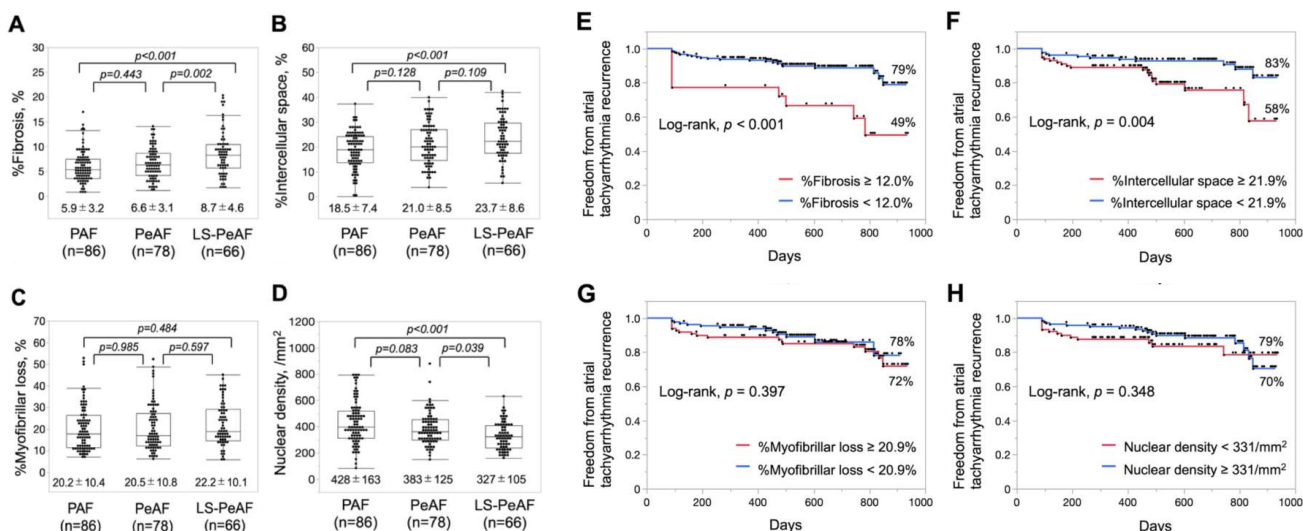 A
%Fibrosis, %
30
25
20
15
10
5
0
p<0.001
p=0.443
p=0.002
5.9 ± 3.2
6.6 ± 3.1
8.7 ± 4.6
PAF
(n=86)
PeAF
(n=78)
LS-PeAF
(n=66)
B
%Intercellular space, %
50
40
30
20
10
0
p<0.001
p=0.128
p=0.109
18.5 ± 7.4
21.0 ± 8.5
23.7 ± 8.6
PAF
(n=86)
PeAF
(n=78)
LS-PeAF
(n=66)
C
%Myofibrillar loss, %
70
60
50
40
30
20
10
0
p=0.484
p=0.985
p=0.597
20.2 ± 10.4
20.5 ± 10.8
22.2 ± 10.1
PAF
(n=86)
PeAF
(n=78)
LS-PeAF
(n=66)
D
Nuclear density, /mm²
1200
1000
800
600
400
200
0
p<0.001
p=0.083
p=0.039
428 ± 163
383 ± 125
327 ± 105
PAF
(n=86)
PeAF
(n=78)
LS-PeAF
(n=66)
E
Freedom from atrial
tachyarrhythmia recurrence
1.0
0.8
0.6
0.4
0.2
0
79%
49%
Log-rank, p < 0.001
%Fibrosis ≥ 12.0%
%Fibrosis < 12.0%
0
200
400
600
800
1000
Days
F
Freedom from atrial
tachyarrhythmia recurrence
1.0
0.8
0.6
0.4
0.2
0
83%
58%
Log-rank, p = 0.004
%Intercellular space ≥ 21.9%
%Intercellular space < 21.9%
0
200
400
600
800
1000
Days
G
Freedom from atrial
tachyarrhythmia recurrence
1.0
0.8
0.6
0.4
0.2
0
78%
72%
Log-rank, p = 0.397
%Myofibrillar loss ≥ 20.9%
%Myofibrillar loss < 20.9%
0
200
400
600
800
1000
Days
H
Freedom from atrial
tachyarrhythmia recurrence
1.0
0.8
0.6
0.4
0.2
0
79%
70%
Log-rank, p = 0.348
Nuclear density < 331/mm²
Nuclear density ≥ 331/mm²
0
200
400
600
800
1000
Days